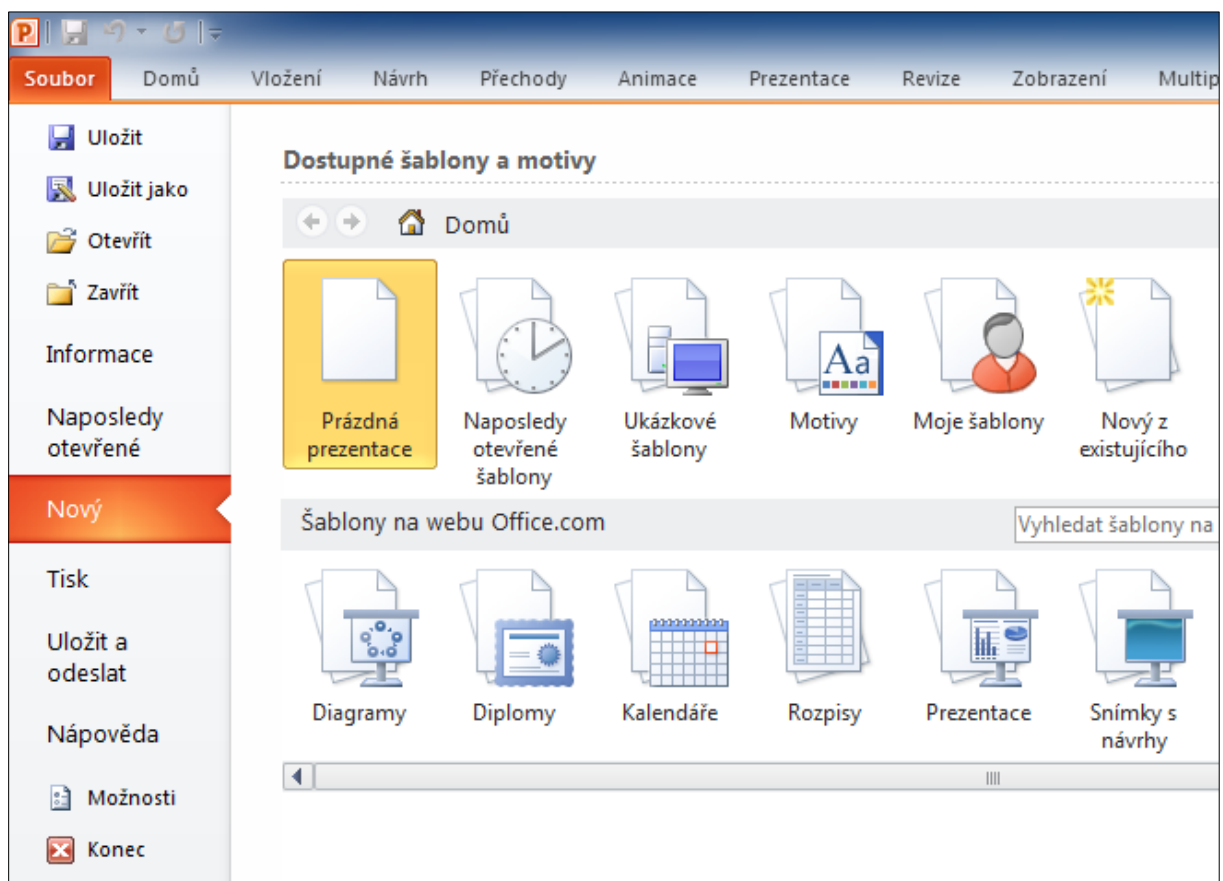 Soubor Domů Vložení Návrh Přechody Animace Prezentace Revize Zobrazení Multip
Uložit
Uložit jako
Otevřít
Zavřít
Informace
Naposledy
otevřené
Nový
Tisk
Uložit a
odeslat
Nápověda
Možnosti
Konec
Dostupné šablony a motivy
Domů
Prázdná
prezentace
Naposledy
otevřené
šablony
Ukázkové
šablony
Aa
Motivy
Moje šablony
Nový z
existujícího
Šablony na webu Office.com
Vyhledat šablony na
Diagramy
Diplomy
Kalendáře
Rozpisy
Prezentace
Snímky s
návrhy